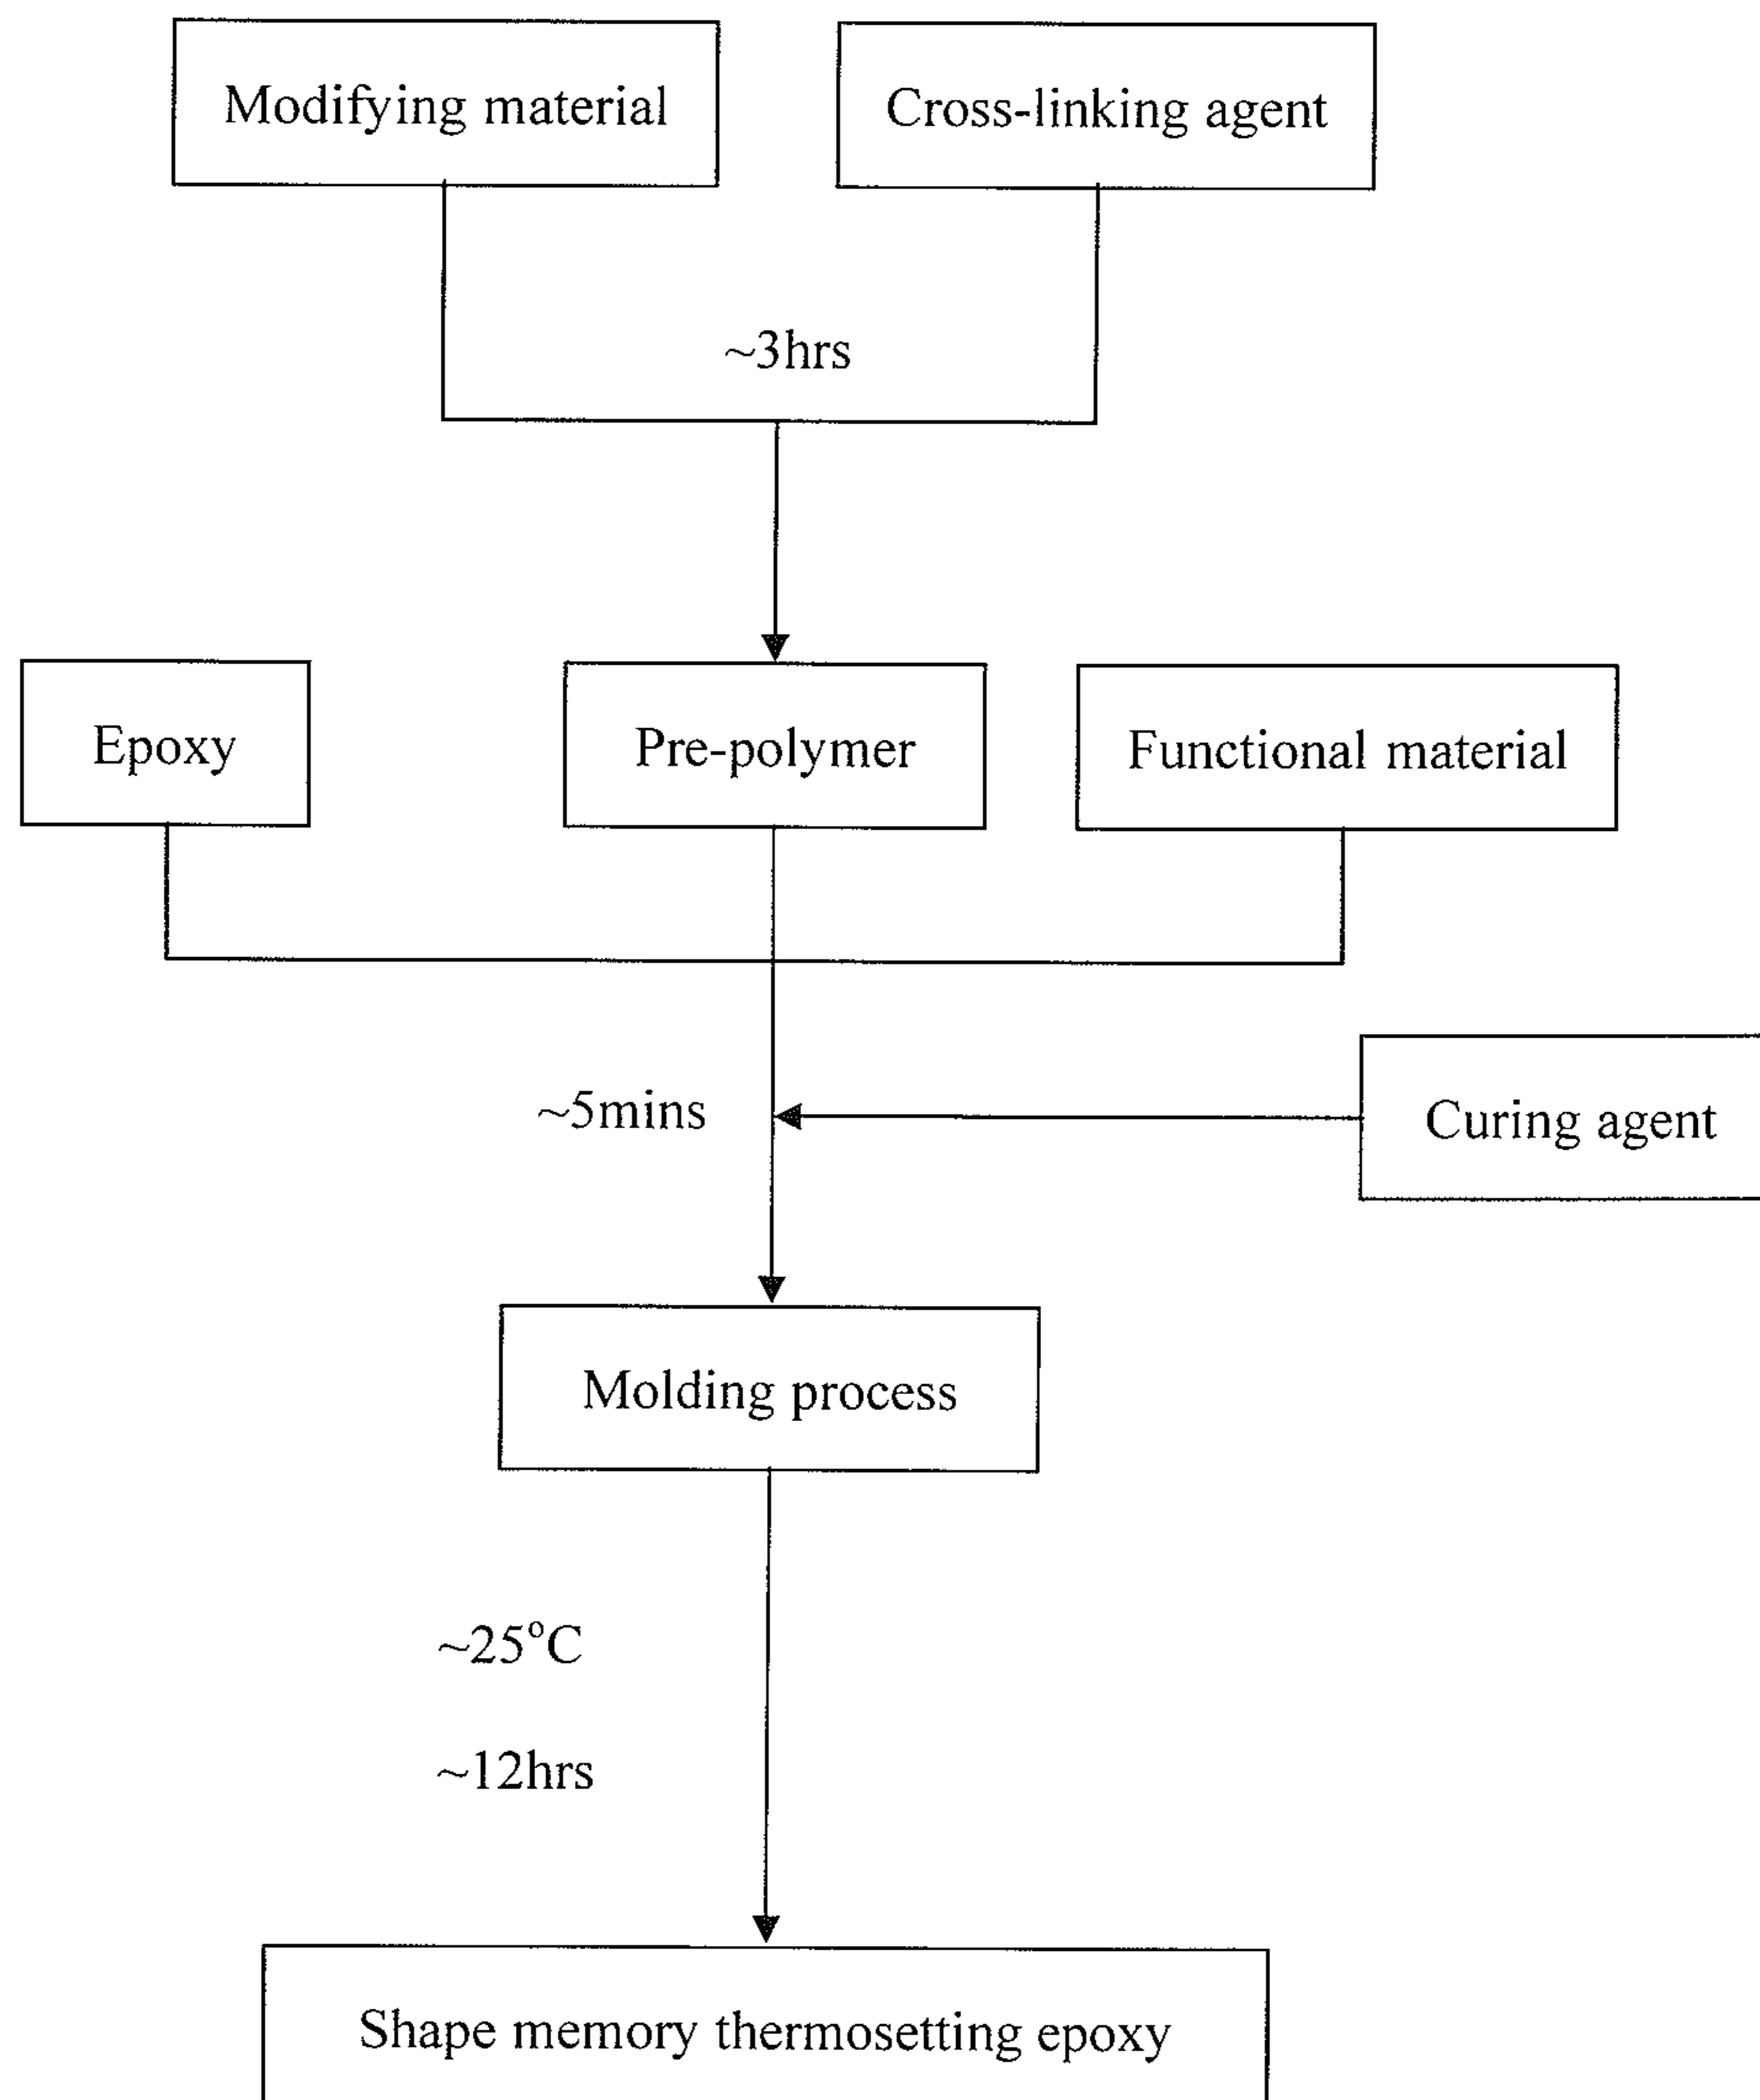 Modifying material
Cross-linking agent
~3hrs
Epoxy
Pre-polymer
Functional material
~5mins
Curing agent
Molding process
~25°C
~12hrs
Shape memory thermosetting epoxy